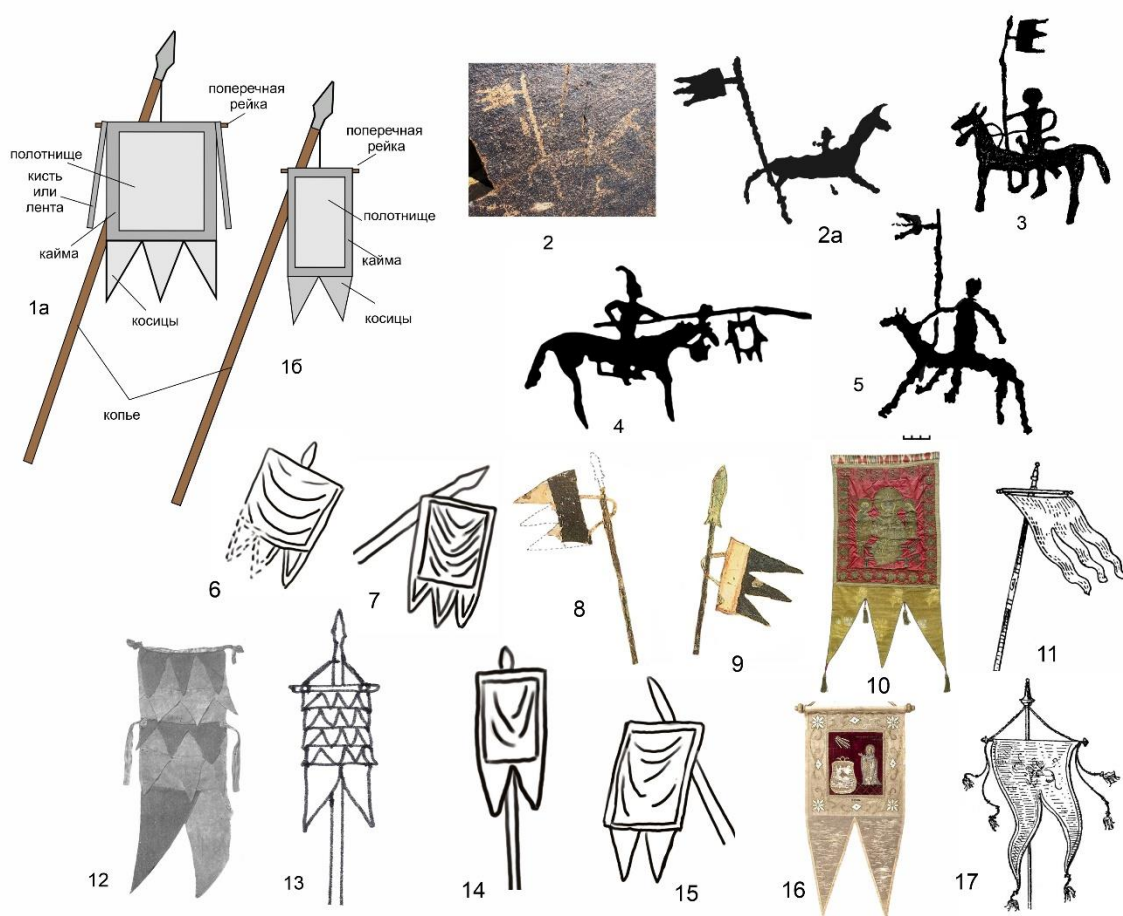 поперечная
рейка
полотнище
кисть
или
лента
кайма
косицы
1а
поперечная
рейка
полотнище
кайма
косицы
1б
копье
2
2а
3
4
5
6
7
8
9
10
11
12
13
14
15
16
17